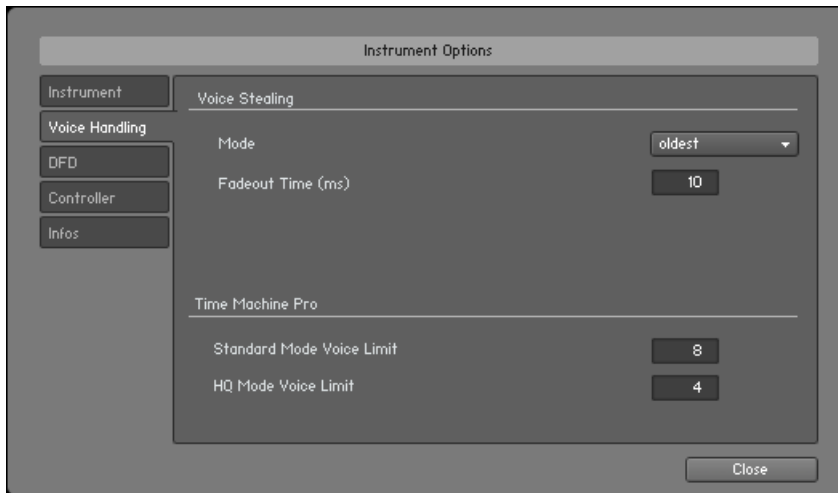 Instrument Options
Instrument
Voice Handling
DFD
Controller
Infos
Voice Stealing
Mode oldest
Fadeout Time (ms) 10
Time Machine Pro
Standard Mode Voice Limit 8
HQ Mode Voice Limit 4
Close